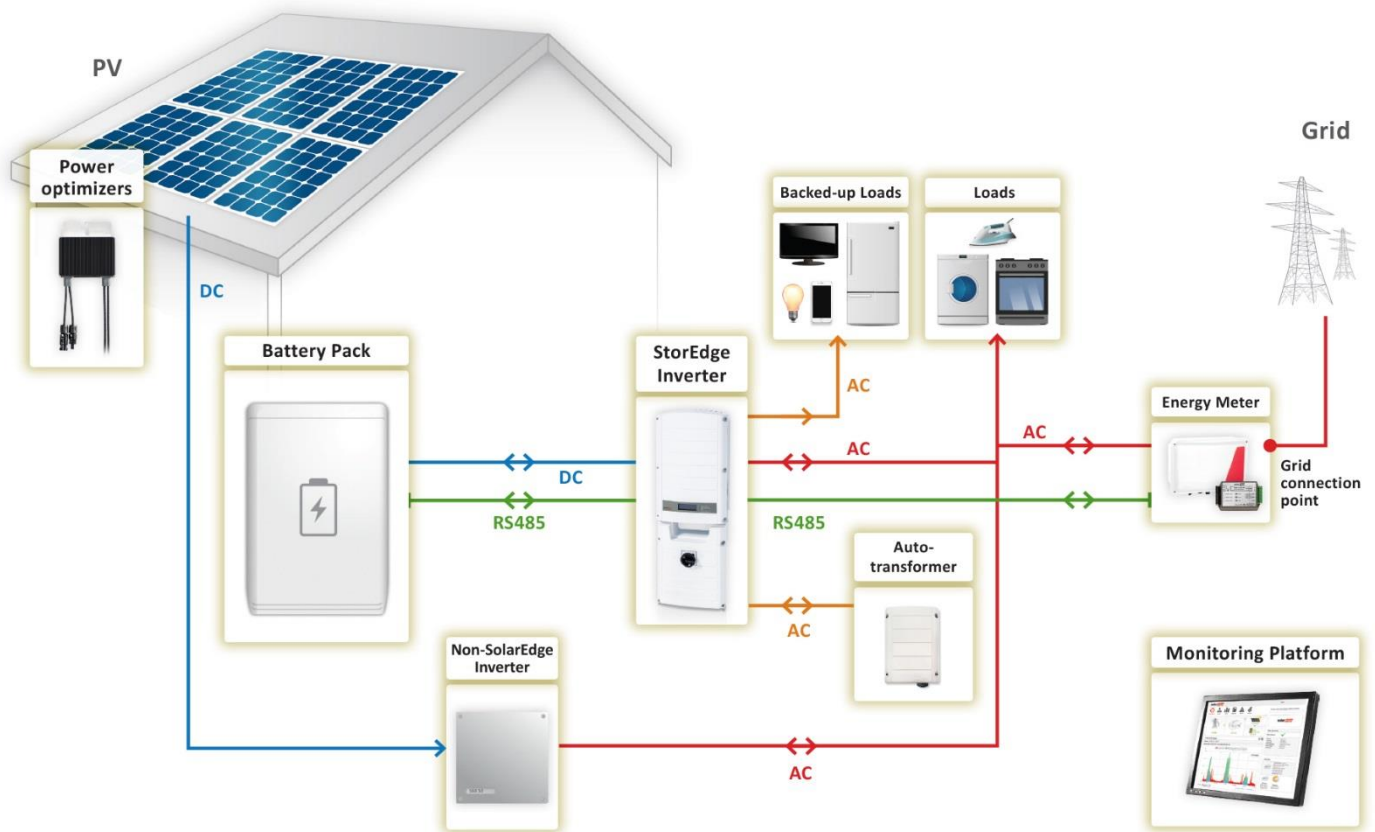 PV
Grid
Power
optimizers
Backed-up Loads
Loads
DC
Battery Pack
StorEdge
Inverter
AC
Energy Meter
AC
AC
DC
Grid
connection
point
RS485
RS485
Auto-
transformer
AC
Non-SolarEdge
Inverter
Monitoring Platform
AC